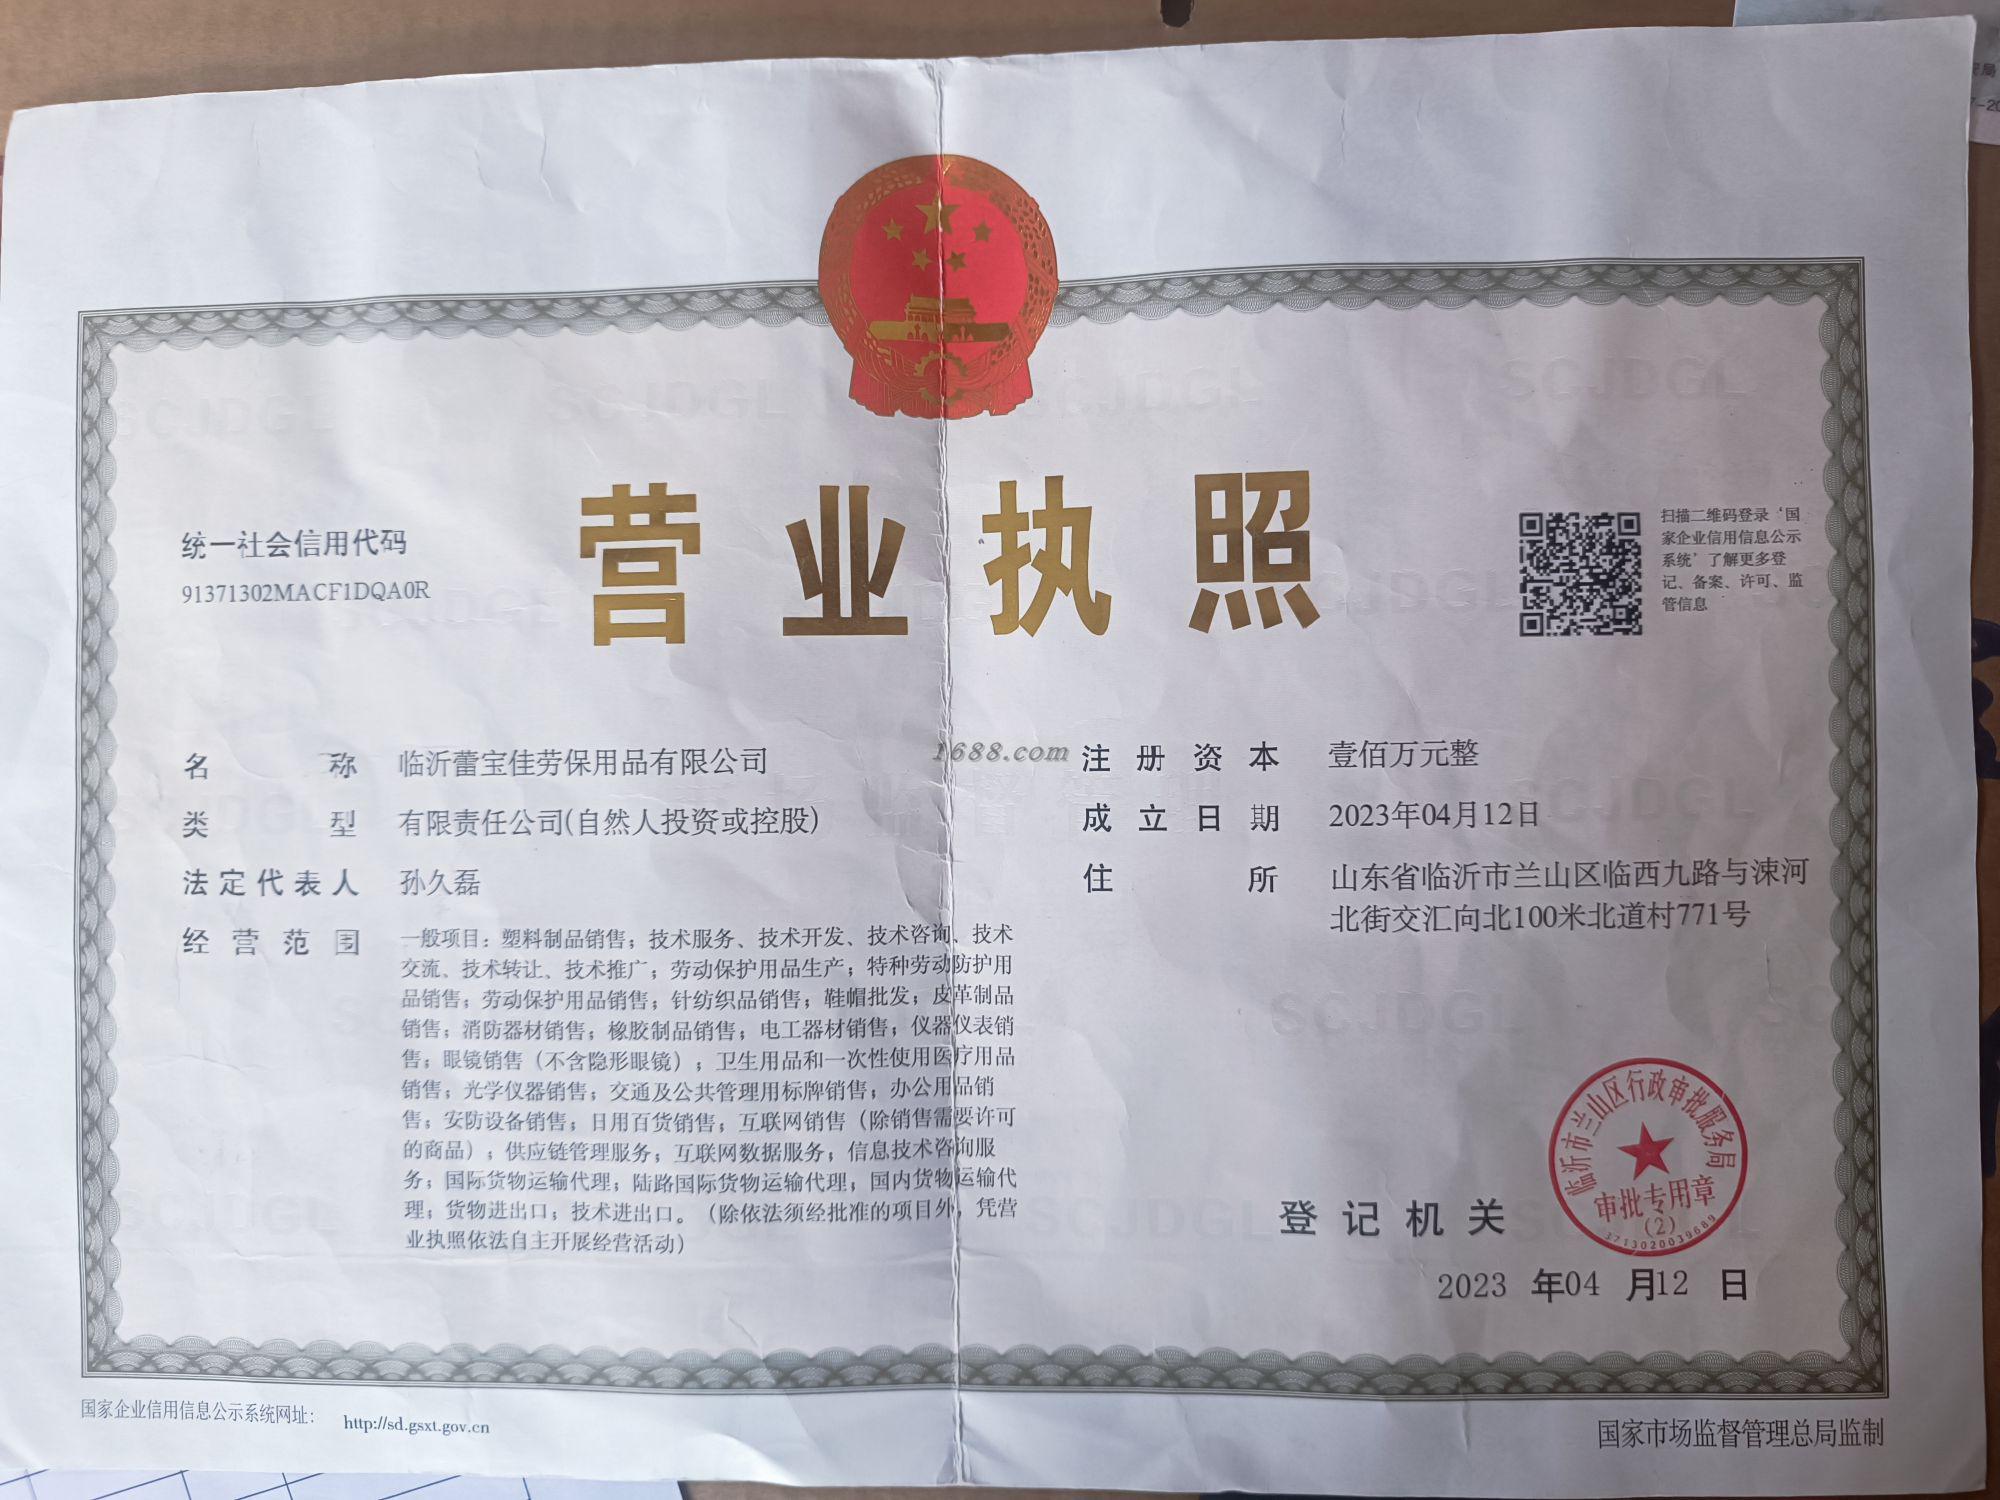 营业执照
统一社会信用代码
91371302MACF1DQA0R
扫描二维码登录‘国
家企业信用信息公示
系统’了解更多登
记、备案、许可、监
管信息
名称 临沂蕾宝佳劳保用品有限公司
类型 有限责任公司(自然人投资或控股)
法定代表人 孙久磊
经营范围 一般项目：塑料制品销售；技术服务、技术开发、技术咨询、技术
交流、技术转让、技术推广；劳动保护用品生产；特种劳动防护用
品销售；劳动保护用品销售；针纺织品销售；鞋帽批发；皮革制品
销售；消防器材销售；橡胶制品销售；电工器材销售；仪器仪表销
售；眼镜销售（不含隐形眼镜）；卫生用品和一次性使用医疗用品
销售；光学仪器销售；交通及公共管理用标牌销售；办公用品销
售；安防设备销售；日用百货销售；互联网销售（除销售需要许可
的商品）；供应链管理服务；互联网数据服务；信息技术咨询服
务；国际货物运输代理；陆路国际货物运输代理；国内货物运输代
理；货物进出口；技术进出口。（除依法须经批准的项目外，凭营
业执照依法自主开展经营活动）
1688.com
注册资本 壹佰万元整
成立日期 2023年04月12日
住所 山东省临沂市兰山区临西九路与涑河
北街交汇向北100米北道村771号
登记机关
临沂市兰山区行政审批服务局
审批专用章
(2)
3713020039689
2023 年04 月12 日
国家企业信用信息公示系统网址：
http://sd.gsxt.gov.cn
国家市场监督管理总局监制
SCJDGL